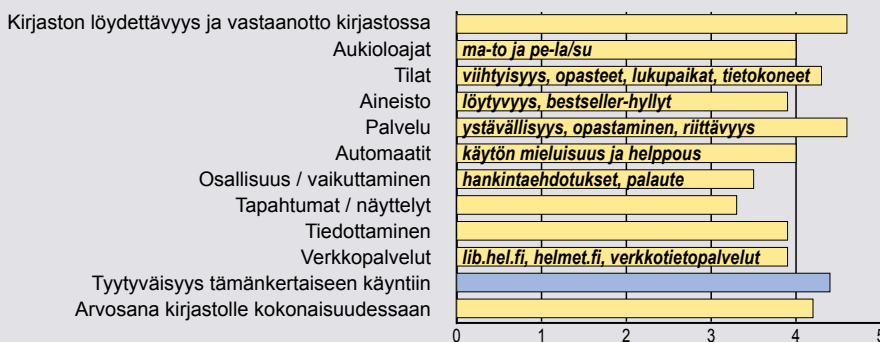 Kirjaston löydettävyys ja vastaanotto kirjastossa
Aukioloajat ma-to ja pe-la/su
Tilat viihtyisyys, opasteet, lukupaikat, tietokoneet
Aineisto löytyvyys, bestseller-hyllyt
Palvelu ystävällisyys, opastaminen, riittävyys
Automaatit käytön mieluisuus ja helppous
Osallisuus / vaikuttaminen hankintaehdotukset, palaute
Tapahtumat / näyttelyt
Tiedottaminen
Verkkopalvelut lib.hel.fi, helmet.fi, verkkotietopalvelut
Tyytyväisyys tämänkertaiseen käyntiin
Arvosana kirjastolle kokonaisuudessaan
0 1 2 3 4 5